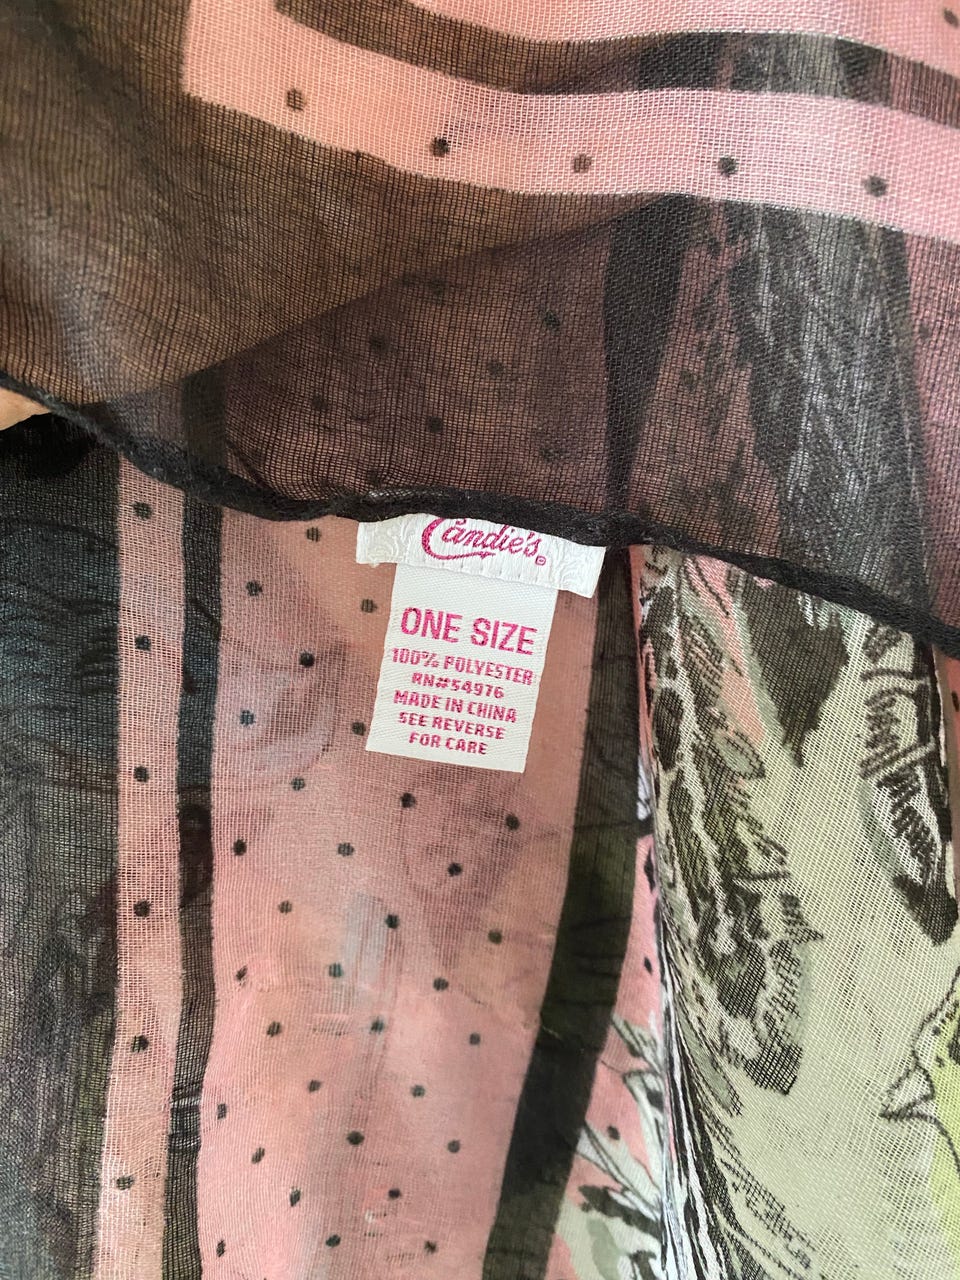 Candie's
ONE SIZE
100% POLYESTER
RN#54976
MADE IN CHINA
SEE REVERSE
FOR CARE